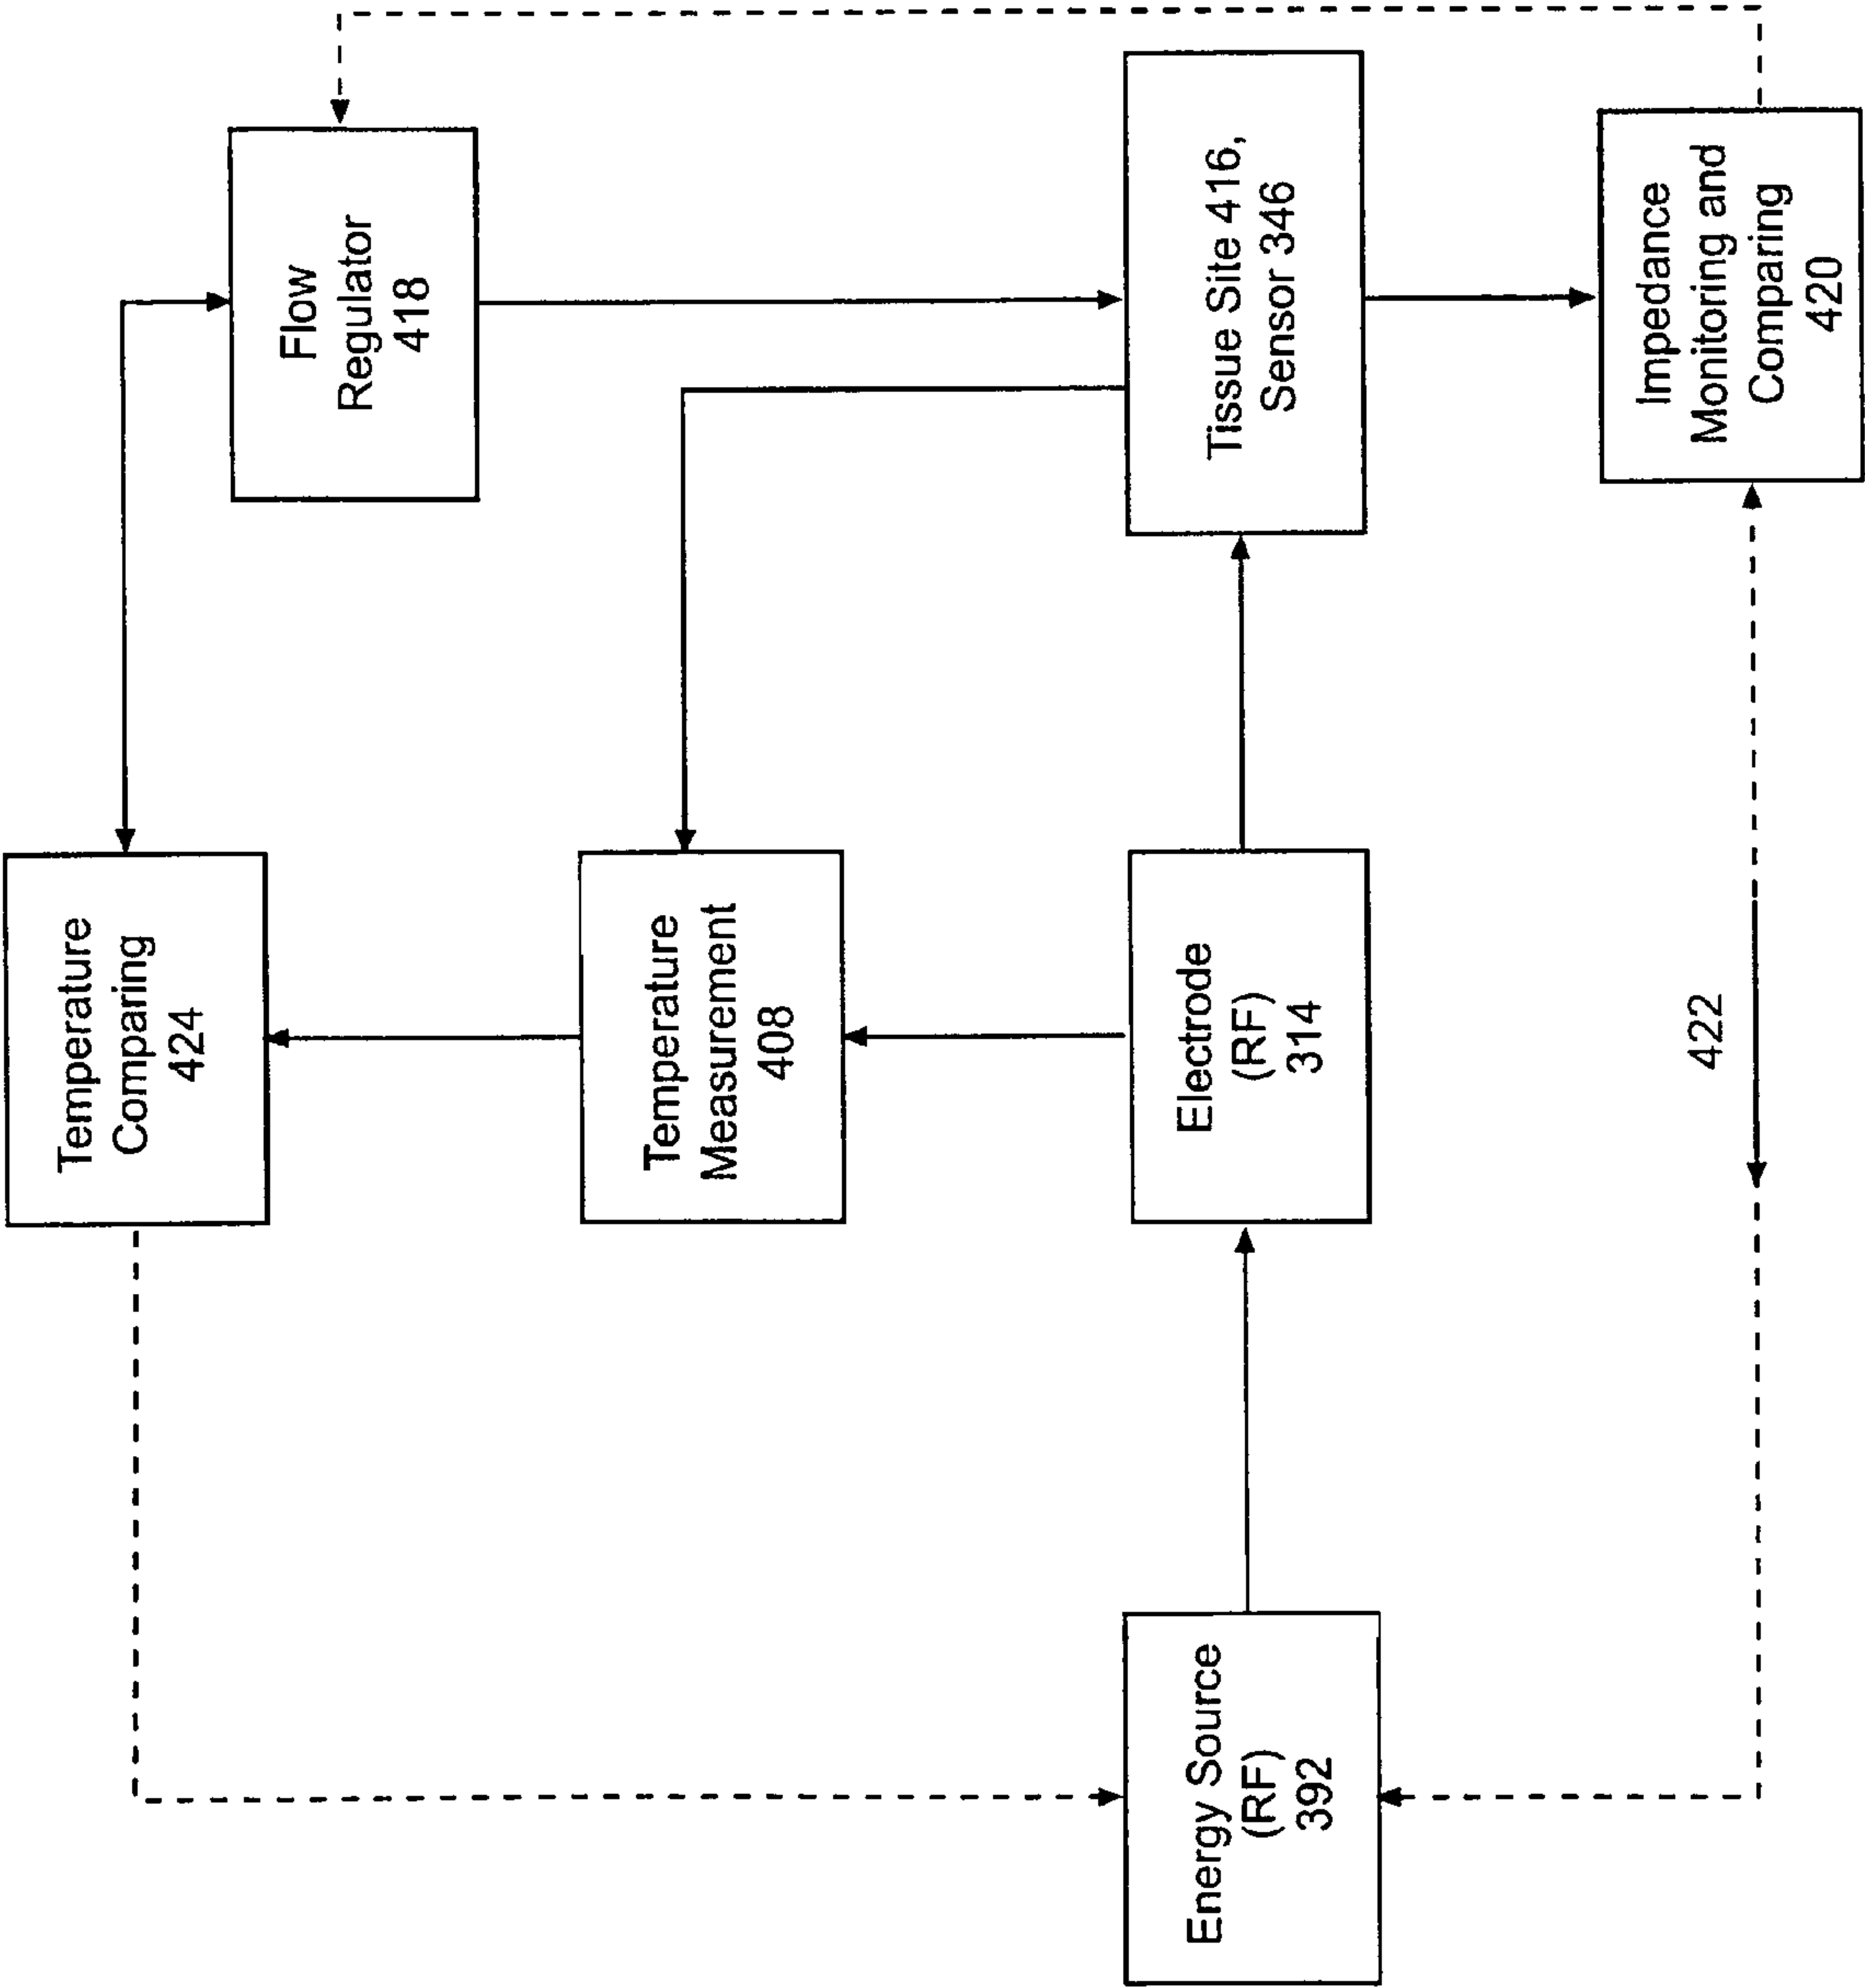 Temperature
Comparing
424
Flow
Regulator
418
Temperature
Measurement
408
Energy Source
(RF)
392
Electrode
(RF)
314
Tissue Site 416,
Sensor 346
422
Impedance
Monitoring and
Comparing
420